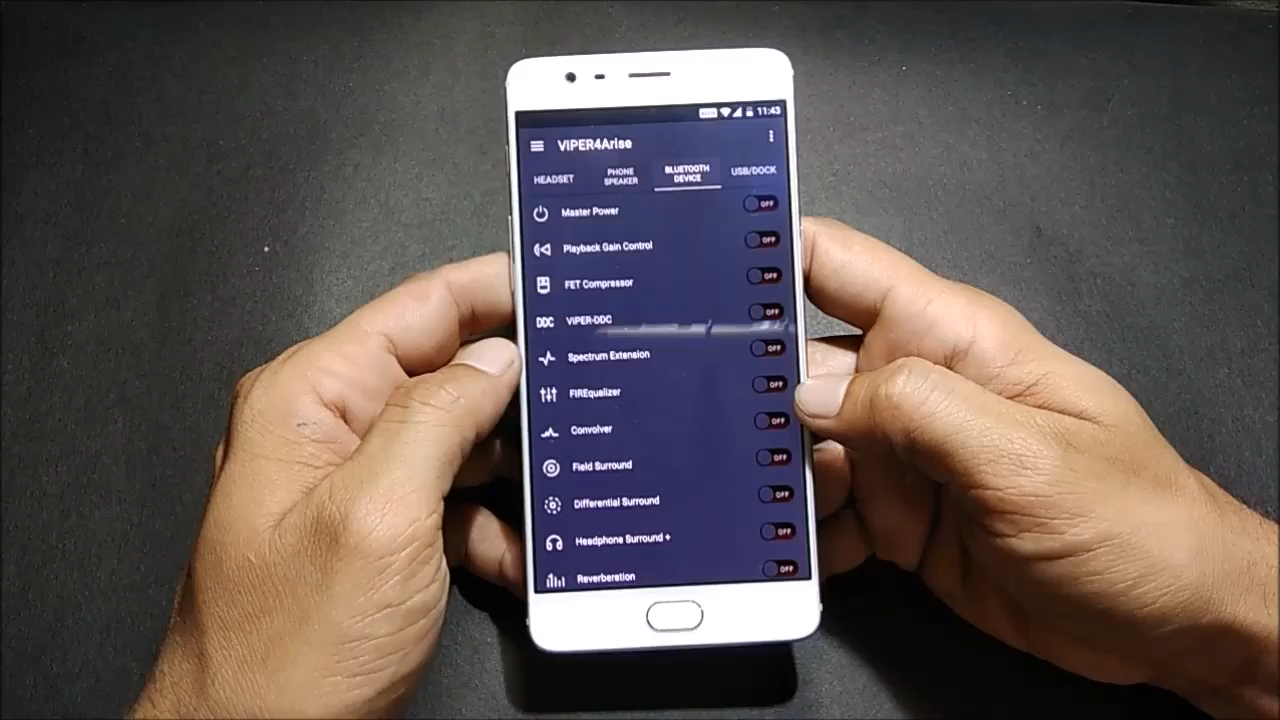 11:43
VIPER4Arise
HEADSET
PHONE
SPEAKER
BLUETOOTH
DEVICE
USB/DOCK
Master Power
OFF
Playback Gain Control
OFF
FET Compressor
OFF
DDC
ViPER-DDC
OFF
Spectrum Extension
OFF
FIREqualizer
OFF
Convolver
OFF
Field Surround
OFF
Differential Surround
OFF
Headphone Surround +
OFF
Reverberation
OFF